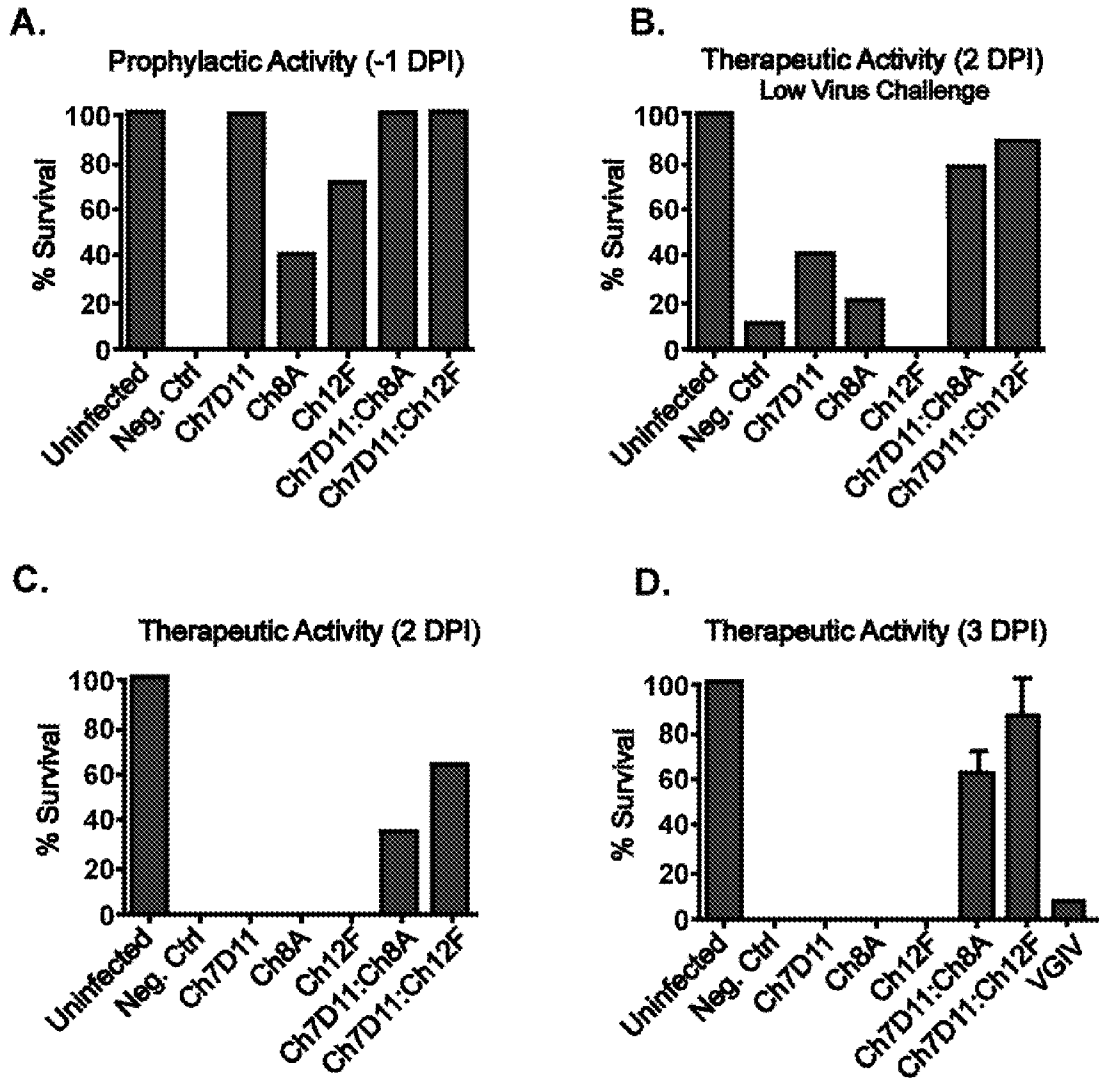 A.
Prophylactic Activity (-1 DPI)
% Survival
100
80
60
40
20
0
Uninfected
Neg. Ctrl
Ch7D11
Ch8A
Ch12F
Ch7D11:Ch8A
Ch7D11:Ch12F
B.
Therapeutic Activity (2 DPI)
Low Virus Challenge
% Survival
100
80
60
40
20
0
Uninfected
Neg. Ctrl
Ch7D11
Ch8A
Ch12F
Ch7D11:Ch8A
Ch7D11:Ch12F
C.
Therapeutic Activity (2 DPI)
% Survival
100
80
60
40
20
0
Uninfected
Neg. Ctrl
Ch7D11
Ch8A
Ch12F
Ch7D11:Ch8A
Ch7D11:Ch12F
D.
Therapeutic Activity (3 DPI)
% Survival
100
80
60
40
20
0
Uninfected
Neg. Ctrl
Ch7D11
Ch8A
Ch12F
Ch7D11:Ch8A
Ch7D11:Ch12F
VGIV